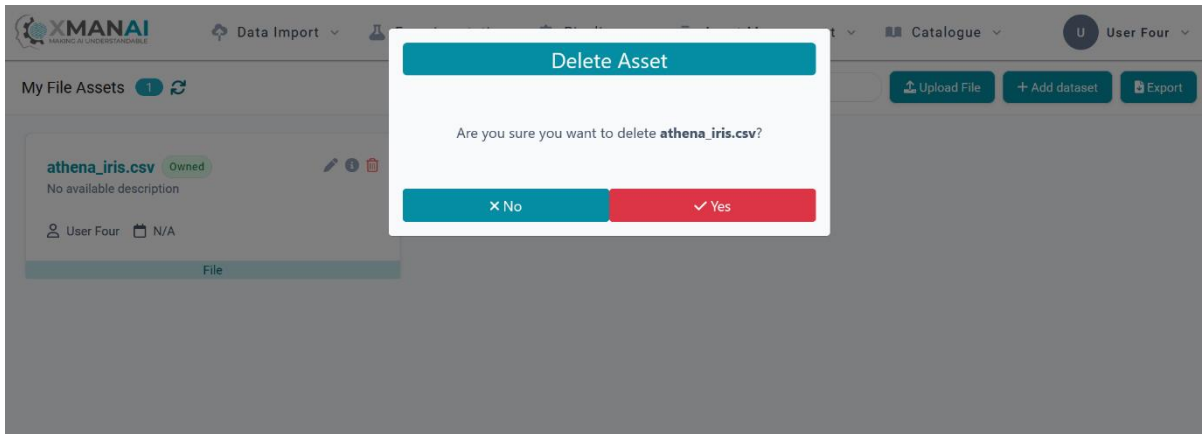 XMANAI
MAKING AI UNDERSTANDABLE
Data Import
Catalogue
U
User Four
Delete Asset
My File Assets 1
Upload File
+ Add dataset
Export
Are you sure you want to delete athena_iris.csv?
athena_iris.csv Owned
No available description
No
Yes
User Four N/A
File